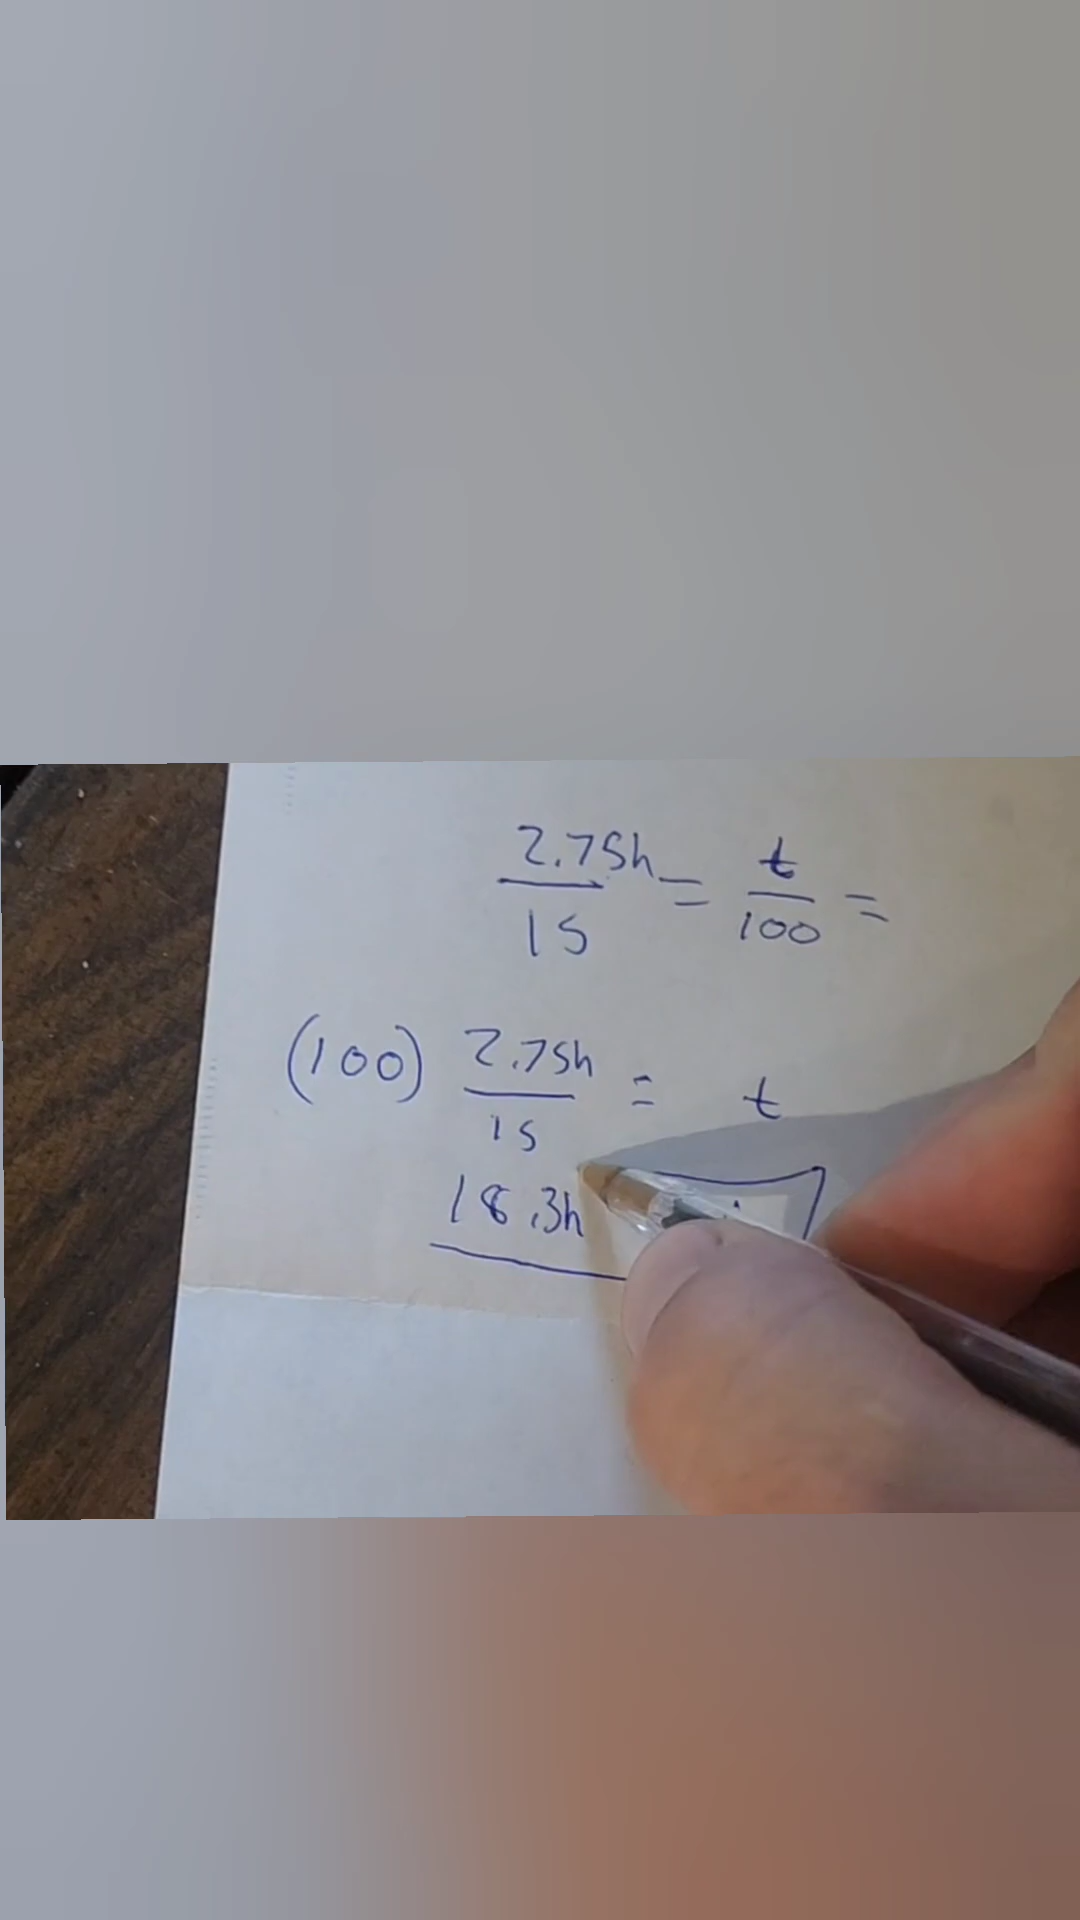 2.75h = t =
15 100
(100) 2.75h = t
15
18.3h